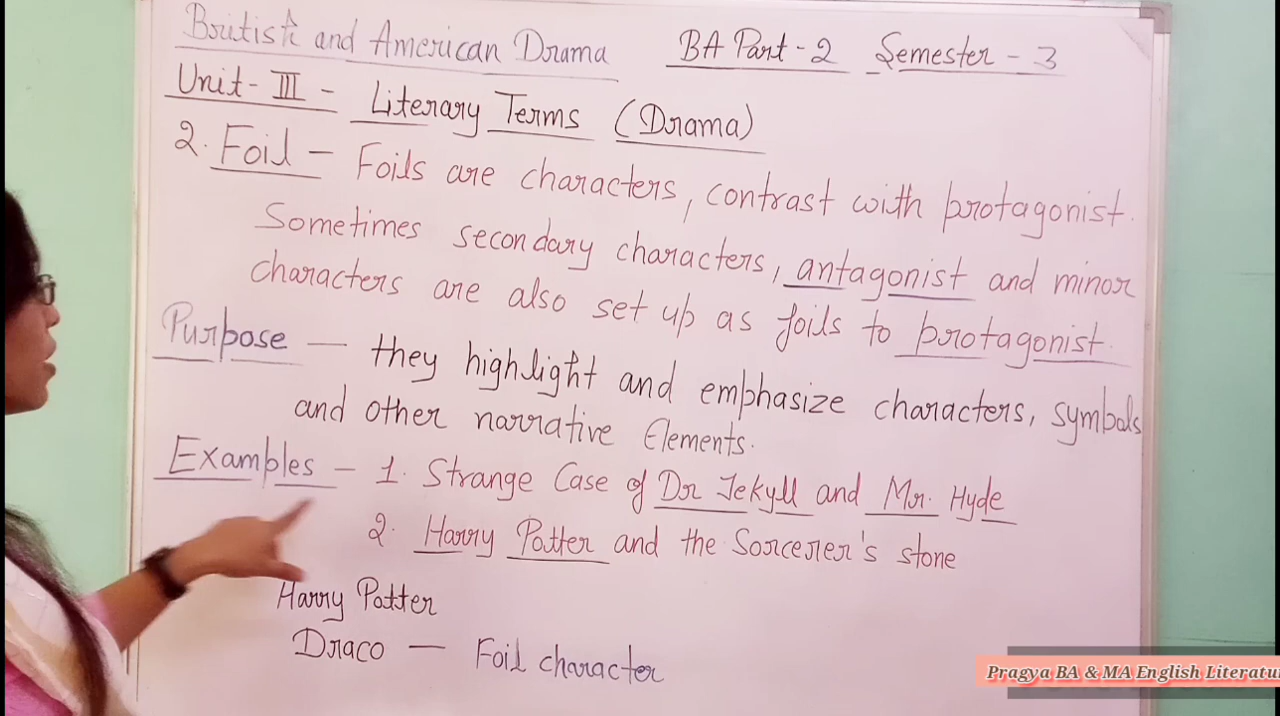 British and American Drama BA Part-2 Semester - 3
Unit-III - Literary Terms (Drama)
2. Foil - Foils are characters, contrast with protagonist.
Sometimes secondary characters, antagonist and minor
characters are also set up as foils to protagonist.
Purpose - they highlight and emphasize characters, symbols
and other narrative Elements.
Examples - 1. Strange Case of Dr Jekyll and Mr. Hyde
2. Harry Potter and the Sorcerer's stone
Harry Potter
Draco - Foil character
Pragya BA & MA English Literatu